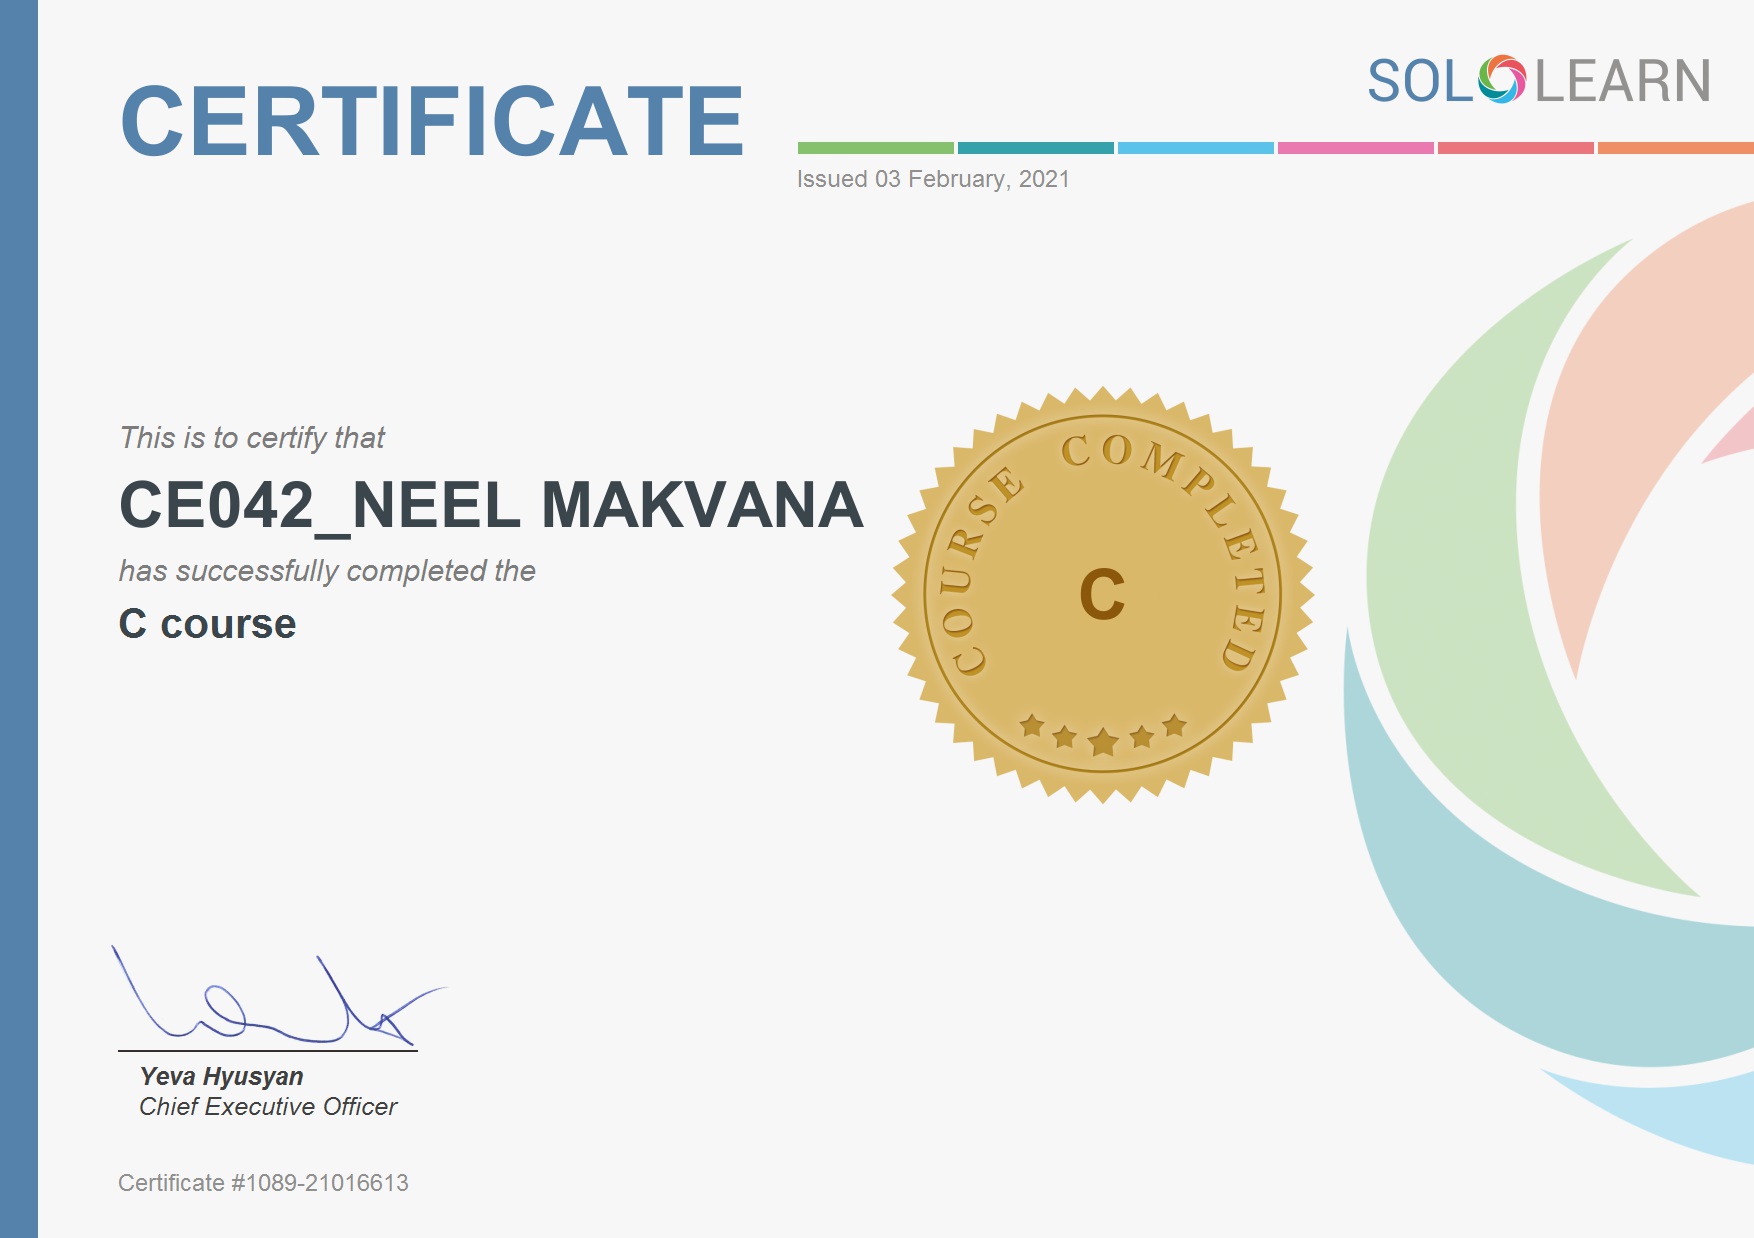 CERTIFICATE
SOLOLEARN
Issued 03 February, 2021
This is to certify that
CE042_NEEL MAKVANA
has successfully completed the
C course
COURSE COMPLETED
C
Yeva Hyusyan
Chief Executive Officer
Certificate #1089-21016613